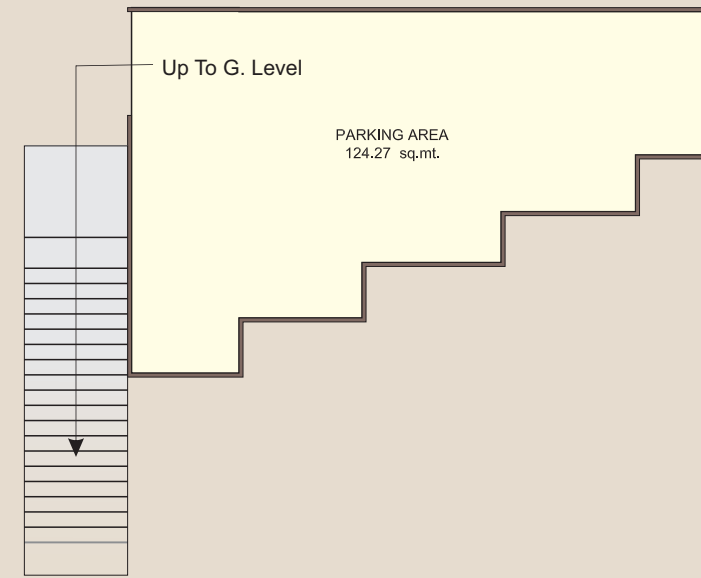 Up To G. Level
PARKING AREA
124.27 sq.mt.